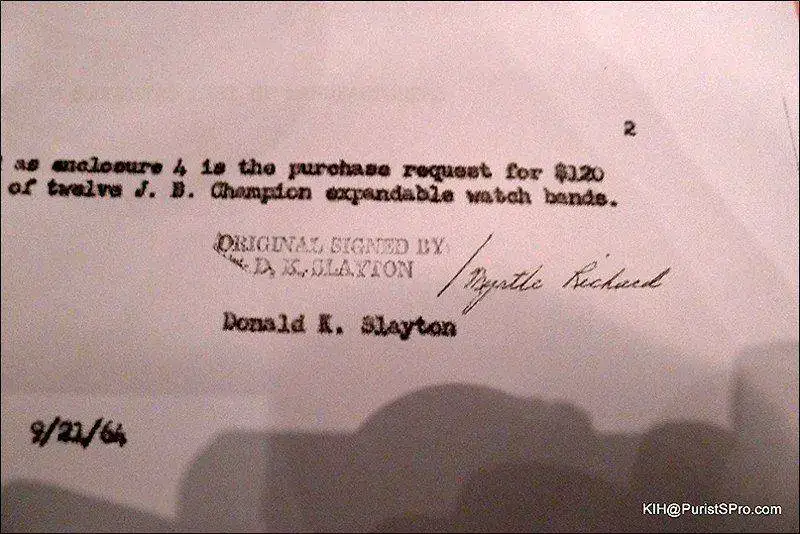 2
as enclosure 4 is the purchase request for $120
of twelve J. B. Champion expandable watch bands.
ORIGINAL SIGNED BY
D. K. SLAYTON
/ Myrtle Richard
Donald K. Slayton
9/21/64
KIH@PuristSPro.com